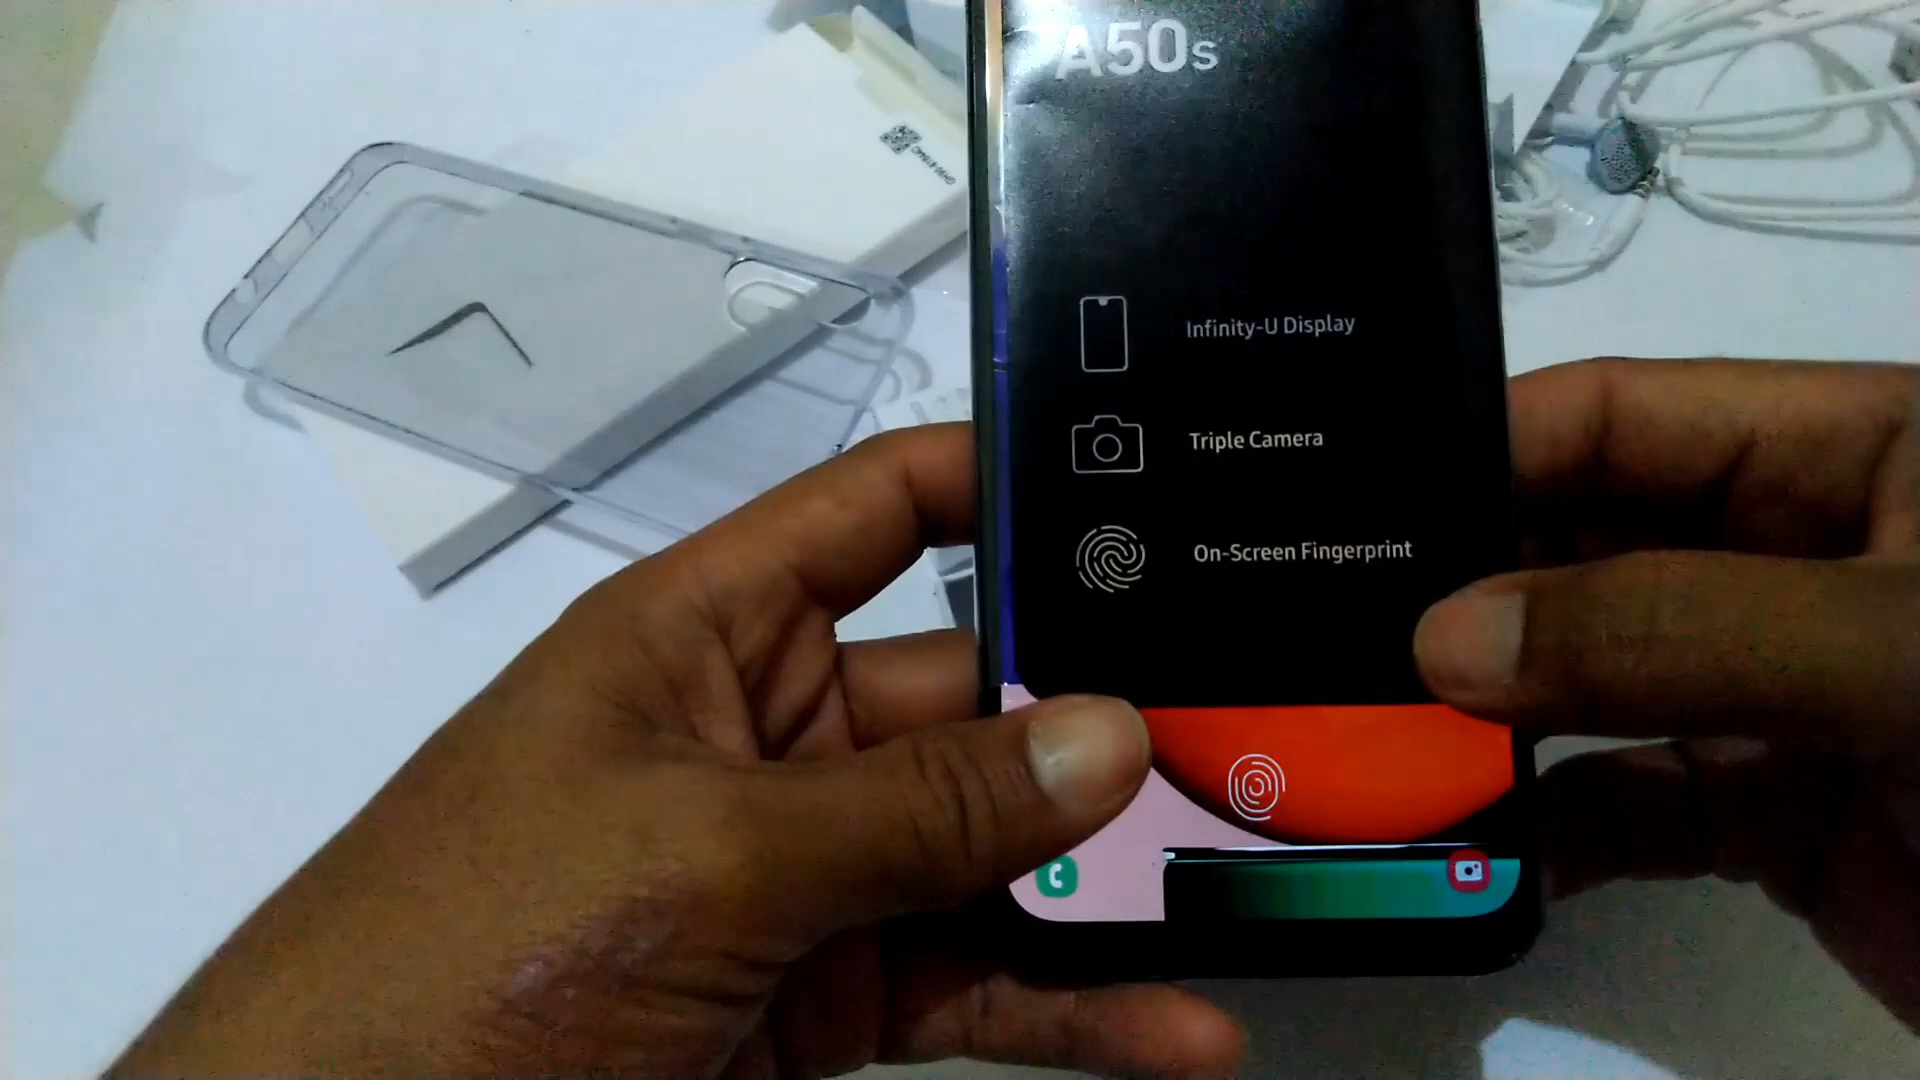 A50s
Infinity-U Display
Triple Camera
On-Screen Fingerprint